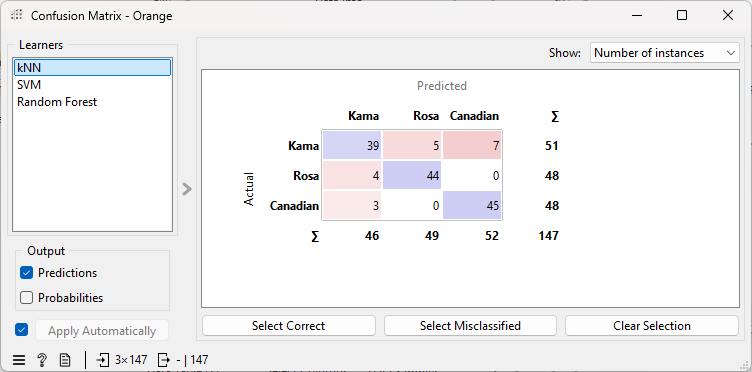 Confusion Matrix - Orange
Learners
kNN
SVM
Random Forest
Output
Predictions
Probabilities
Apply Automatically
Show: Number of instances
Predicted
Kama Rosa Canadian ∑
Actual
Kama 39 5 7 51
Rosa 4 44 0 48
Canadian 3 0 45 48
∑ 46 49 52 147
Select Correct Select Misclassified Clear Selection
3×147 - | 147